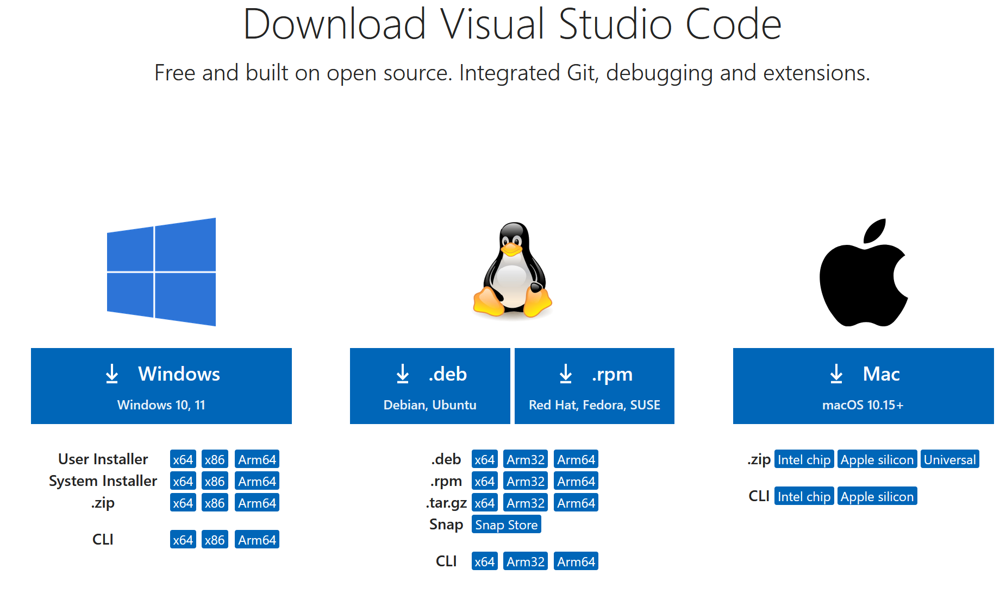 Download Visual Studio Code
Free and built on open source. Integrated Git, debugging and extensions.
Windows
Windows 10, 11
User Installer x64 x86 Arm64
System Installer x64 x86 Arm64
.zip x64 x86 Arm64
CLI x64 x86 Arm64
.deb
Debian, Ubuntu
.rpm
Red Hat, Fedora, SUSE
.deb x64 Arm32 Arm64
.rpm x64 Arm32 Arm64
.tar.gz x64 Arm32 Arm64
Snap Snap Store
CLI x64 Arm32 Arm64
Mac
macOS 10.15+
.zip Intel chip Apple silicon Universal
CLI Intel chip Apple silicon